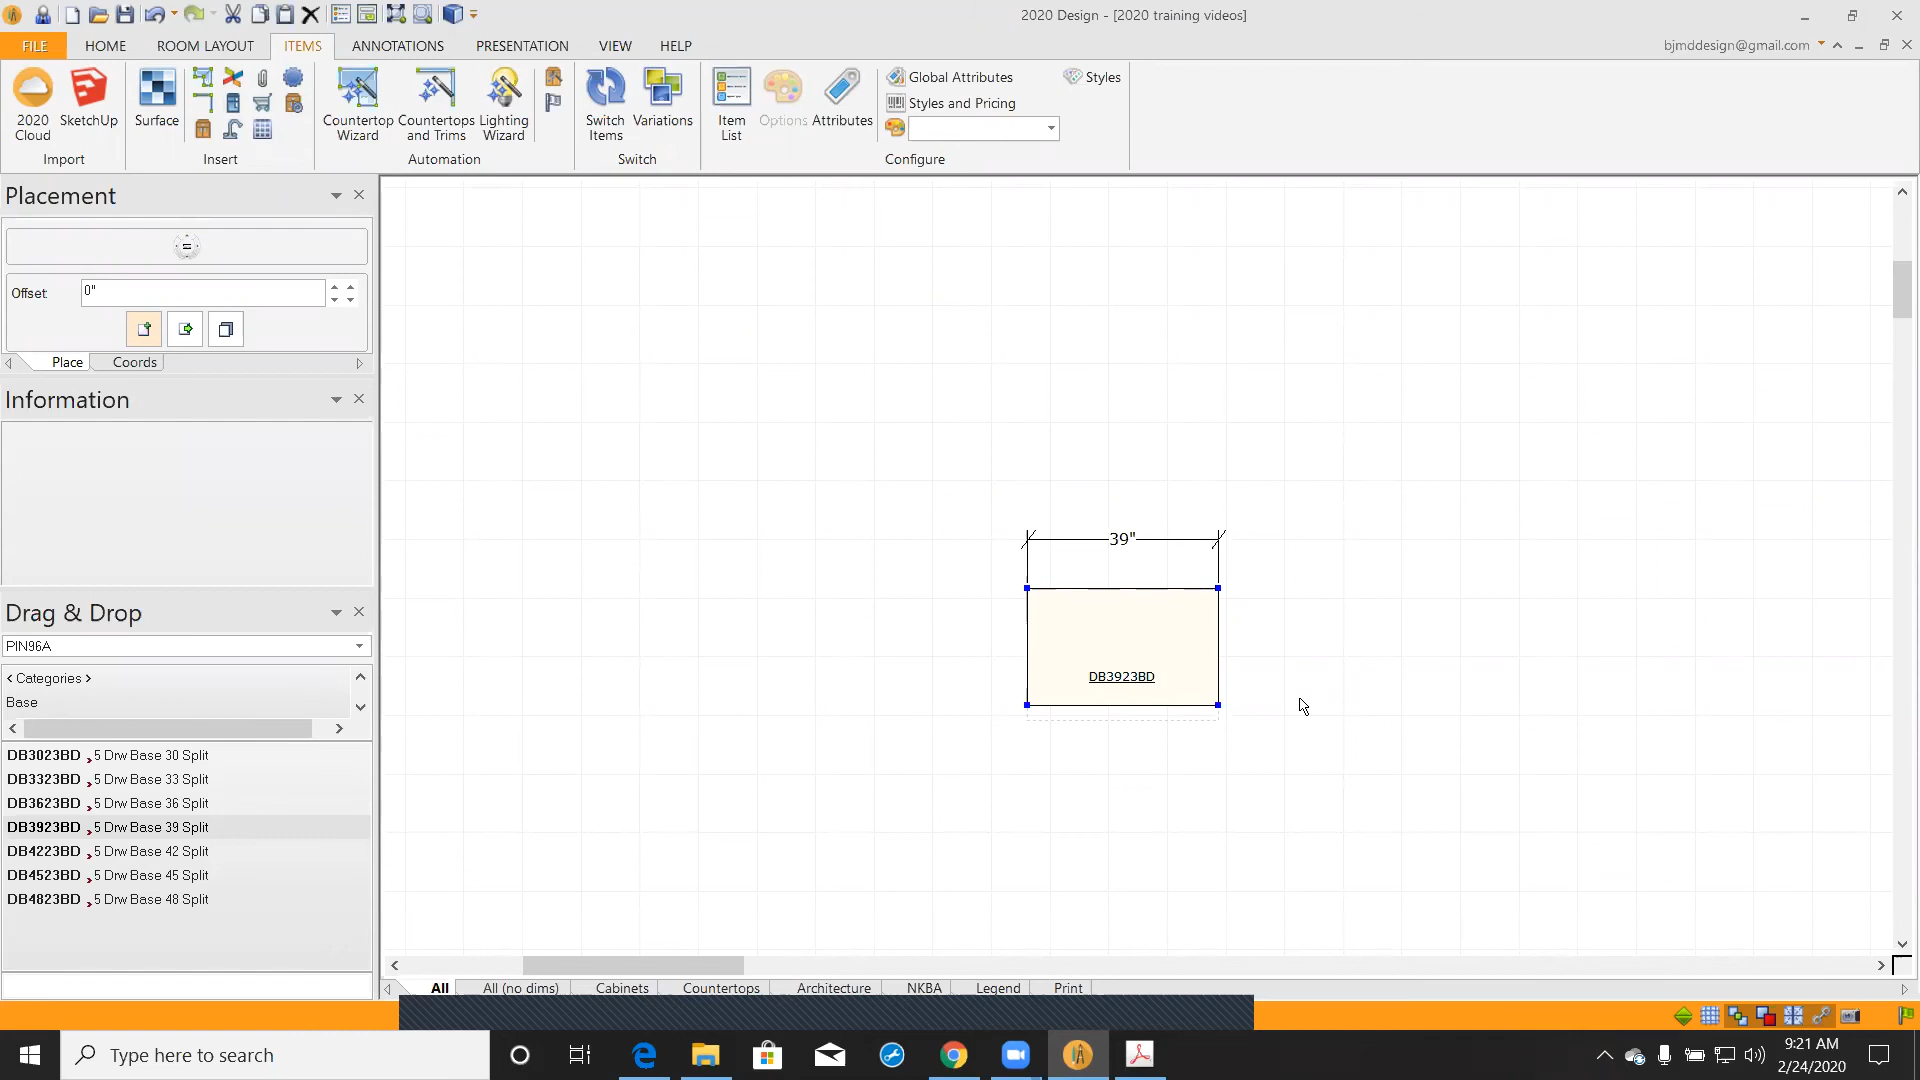 2020 Design - [2020 training videos]
FILE HOME ROOM LAYOUT ITEMS ANNOTATIONS PRESENTATION VIEW HELP bjmddesign@gmail.com
2020 Cloud
SketchUp
Import
Surface
Insert
Countertop Wizard
Countertops and Trims
Lighting Wizard
Automation
Switch Items
Variations
Switch
Item List
Options
Attributes
Global Attributes
Styles and Pricing
Styles
Configure
Placement
Offset: 0"
Place Coords
Information
Drag & Drop
PIN96A
< Categories >
Base
DB3023BD 5 Drw Base 30 Split
DB3323BD 5 Drw Base 33 Split
DB3623BD 5 Drw Base 36 Split
DB3923BD 5 Drw Base 39 Split
DB4223BD 5 Drw Base 42 Split
DB4523BD 5 Drw Base 45 Split
DB4823BD 5 Drw Base 48 Split
39"
DB3923BD
All All (no dims) Cabinets Countertops Architecture NKBA Legend Print
Type here to search
9:21 AM
2/24/2020